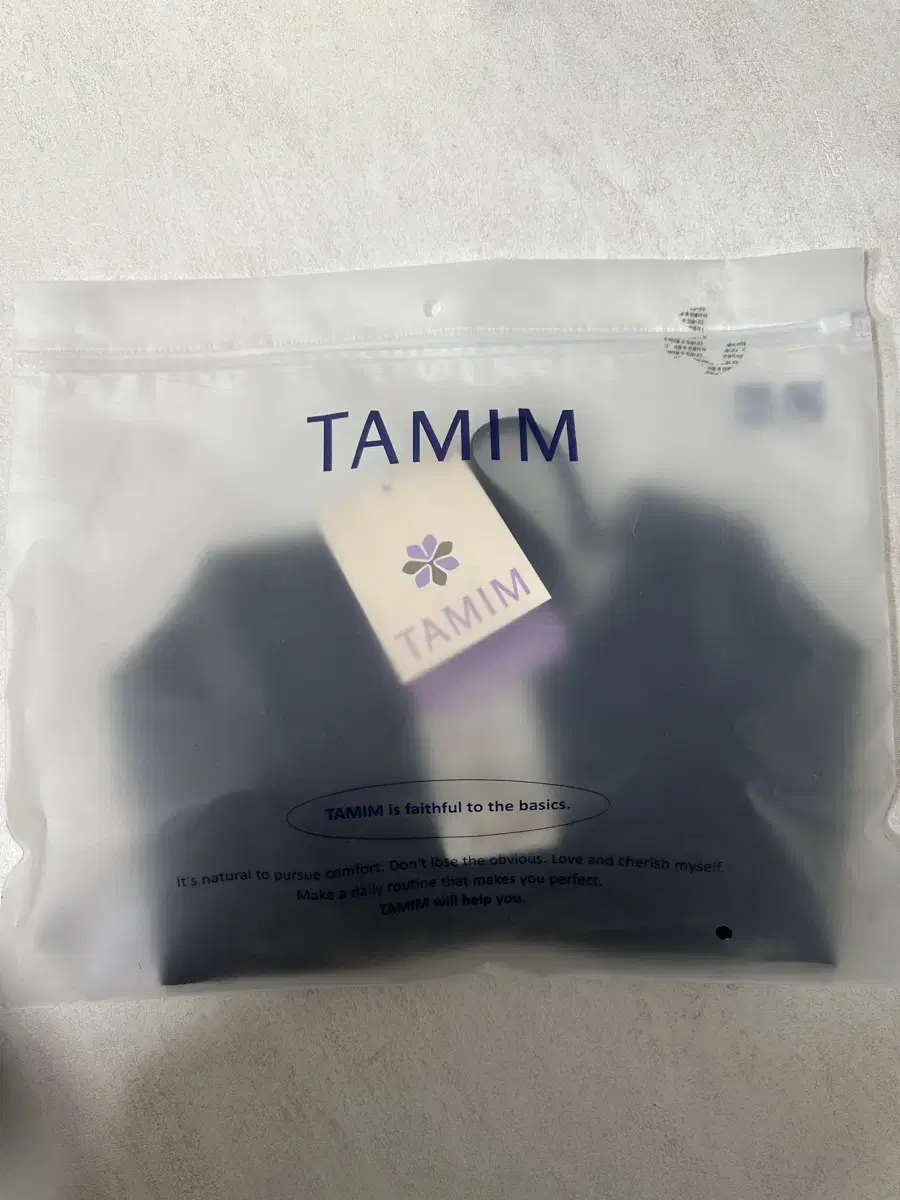 TAMIM
TAMIM
TAMIM is faithful to the basics.
It's natural to pursue comfort. Don't lose the obvious. Love and cherish myself.
Make a daily routine that makes you perfect.
TAMIM will help you.